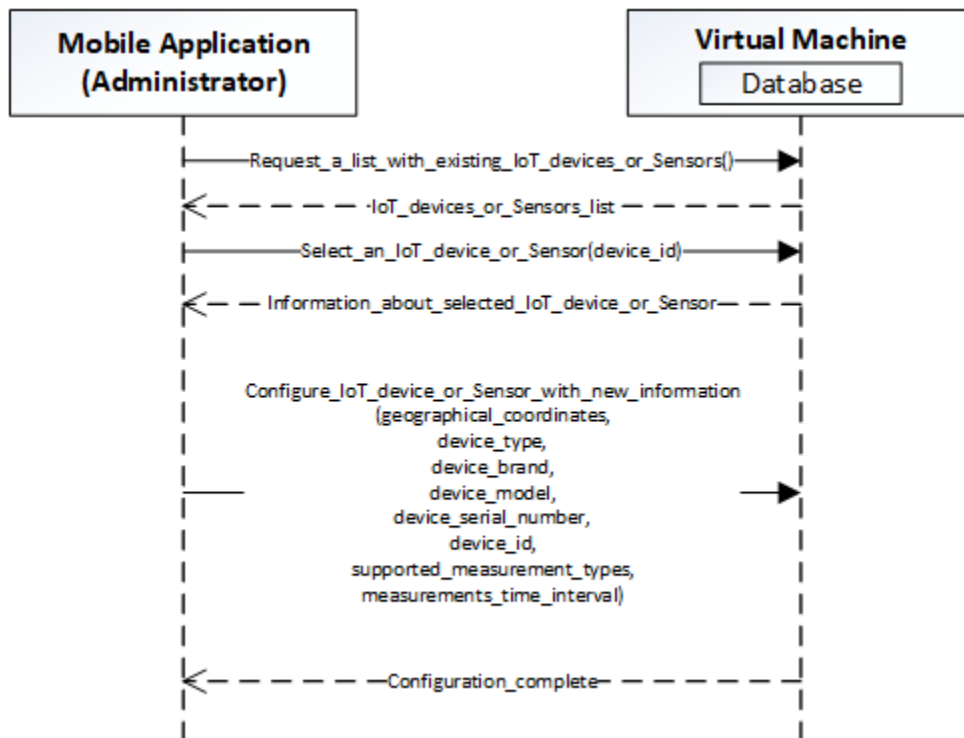 Mobile Application
(Administrator)
Virtual Machine
Database
Request_a_list_with_existing_IoT_devices_or_Sensors()
IoT_devices_or_Sensors_list
Select_an_IoT_device_or_Sensor(device_id)
Information_about_selected_IoT_device_or_Sensor
Configure_IoT_device_or_Sensor_with_new_information
(geographical_coordinates,
device_type,
device_brand,
device_model,
device_serial_number,
device_id,
supported_measurement_types,
measurements_time_interval)
Configuration_complete